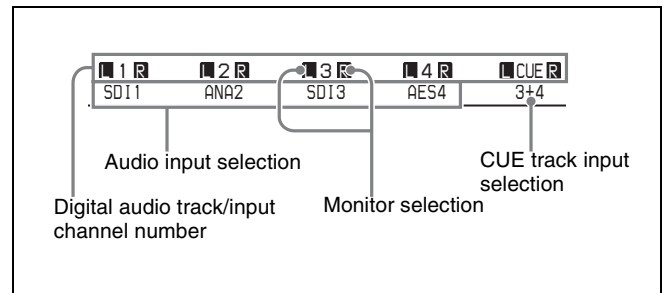 L 1 R L 2 R L 3 R L 4 R L CUE R
SDI1 ANA2 SDI3 AES4 3+4
Audio input selection
CUE track input
selection
Digital audio track/input
channel number
Monitor selection